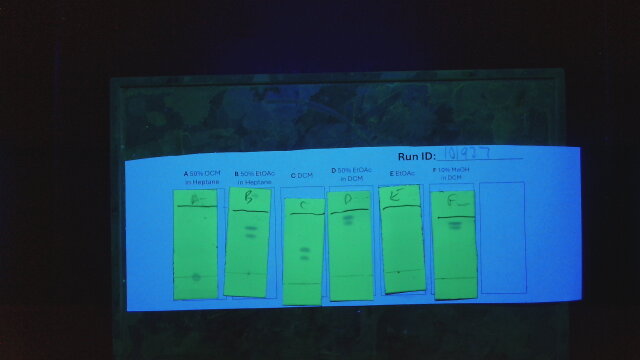 Run ID: 101927
A 50% DCM
in Heptane
B 50% EtOAc
in Heptane
C DCM
D 50% EtOAc
in DCM
E EtOAc
F 10% MeOH
in DCM
A
B
C
D
E
F